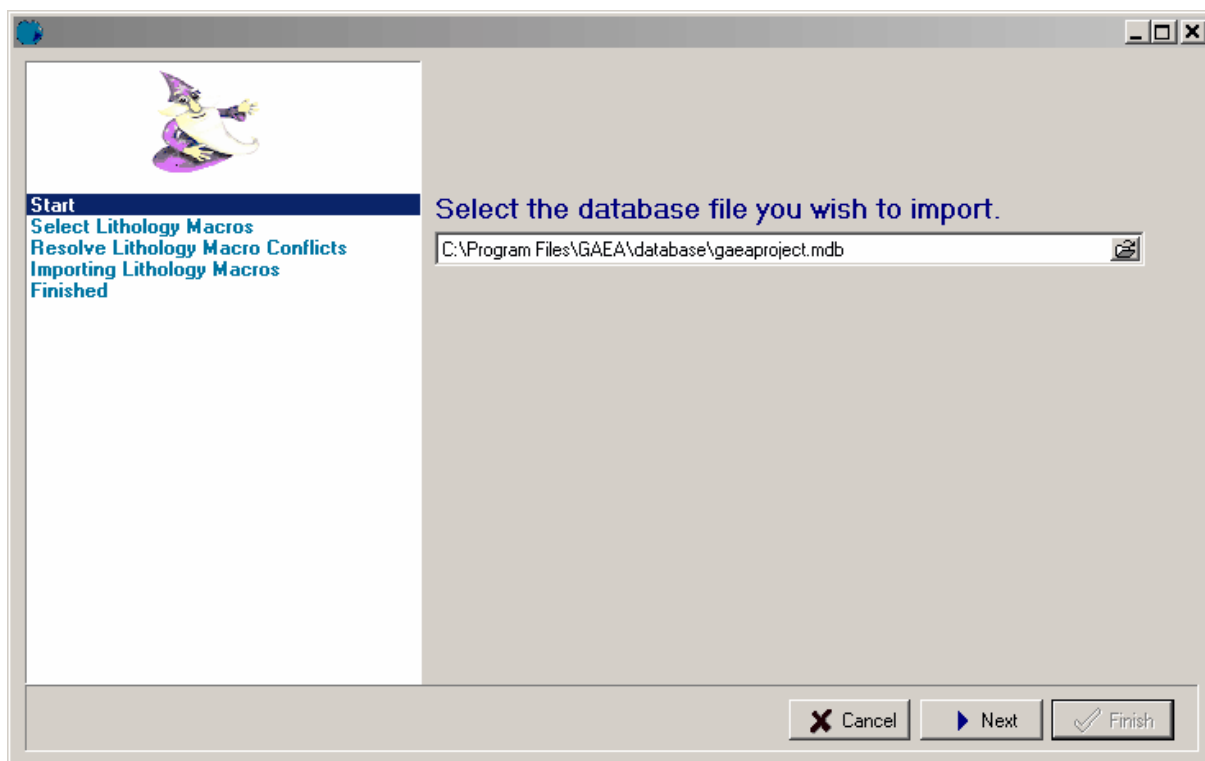 Start
Select Lithology Macros
Resolve Lithology Macro Conflicts
Importing Lithology Macros
Finished
Select the database file you wish to import.
C:\Program Files\GAEA\database\gaeaproject.mdb
Cancel
Next
Finish